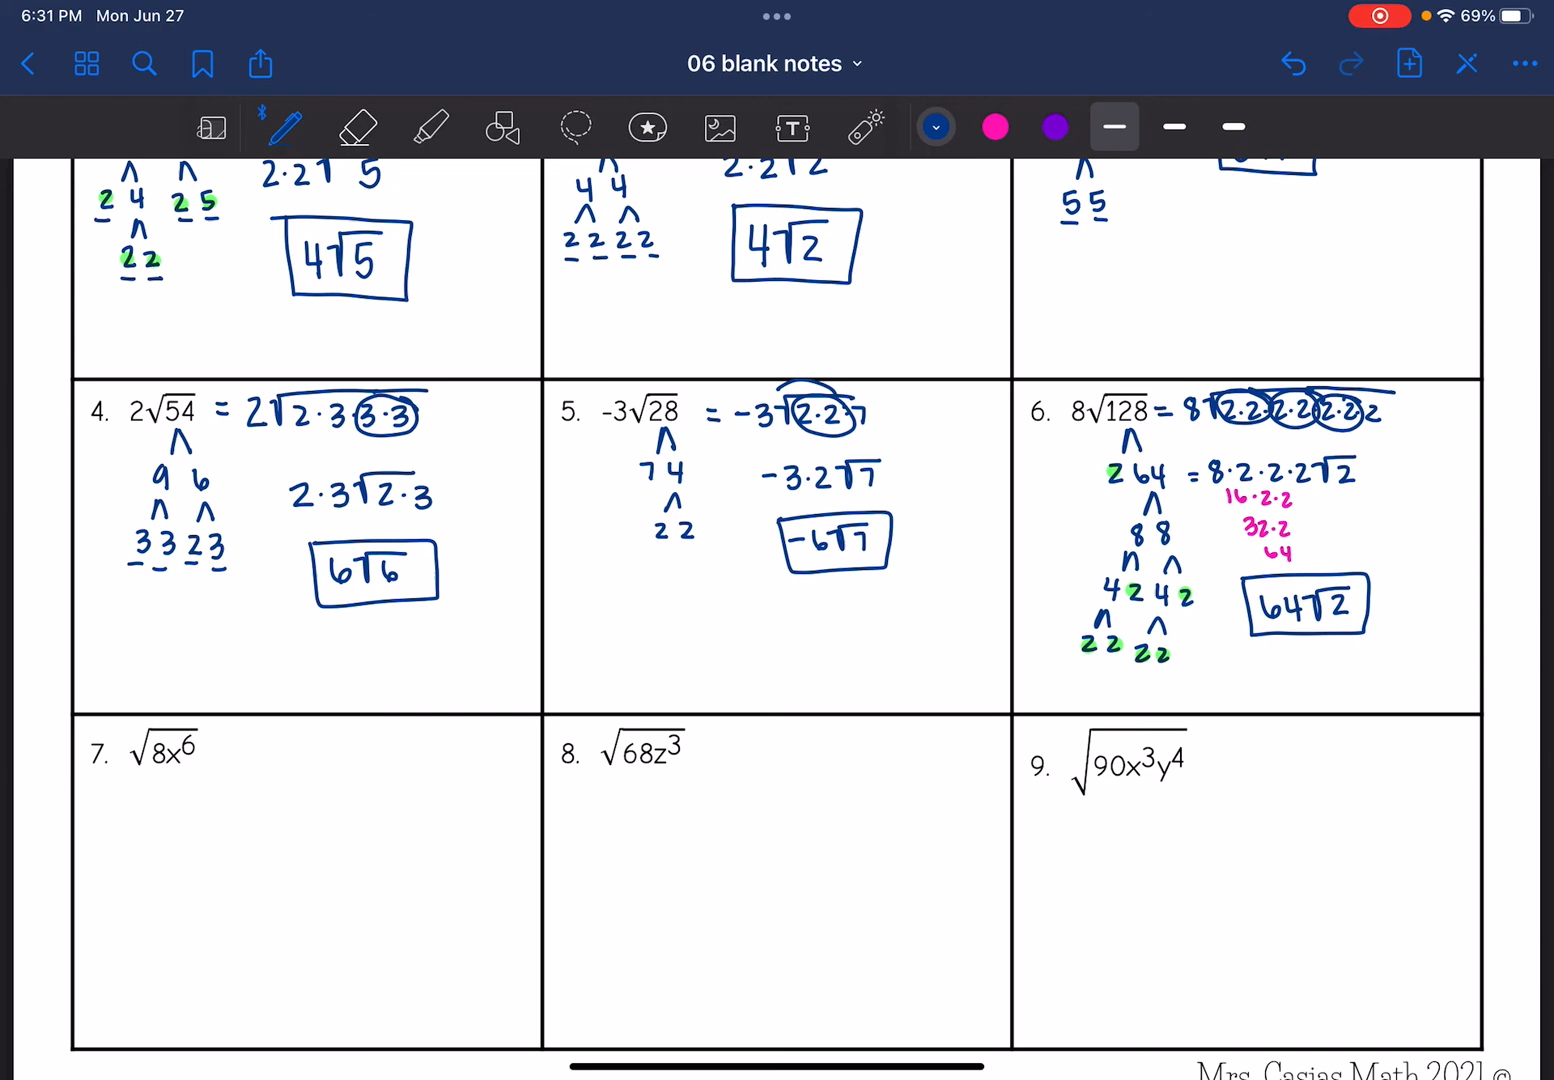 6:31 PM Mon Jun 27
69%
06 blank notes
T
2 4 2 5
2 2
2·2√5
4√5
4 4
2 2 2 2
2·2√2
4√2
5 5
4. 2√54 = 2√2·3·3·3
9 6
3 3 2 3
2·3√2·3
6√6
5. -3√28 = -3√2·2·7
7 4
2 2
-3·2√7
-6√7
6. 8√128 = 8√2·2·2·2·2·2·2
2 64 = 8·2·2·2√2
16·2·2
32·2
64
8 8
4 2 4 2
2 2 2 2
64√2
7. √8x⁶
8. √68z³
9. √90x³y⁴
Mrs. Casias Math 2021 ©